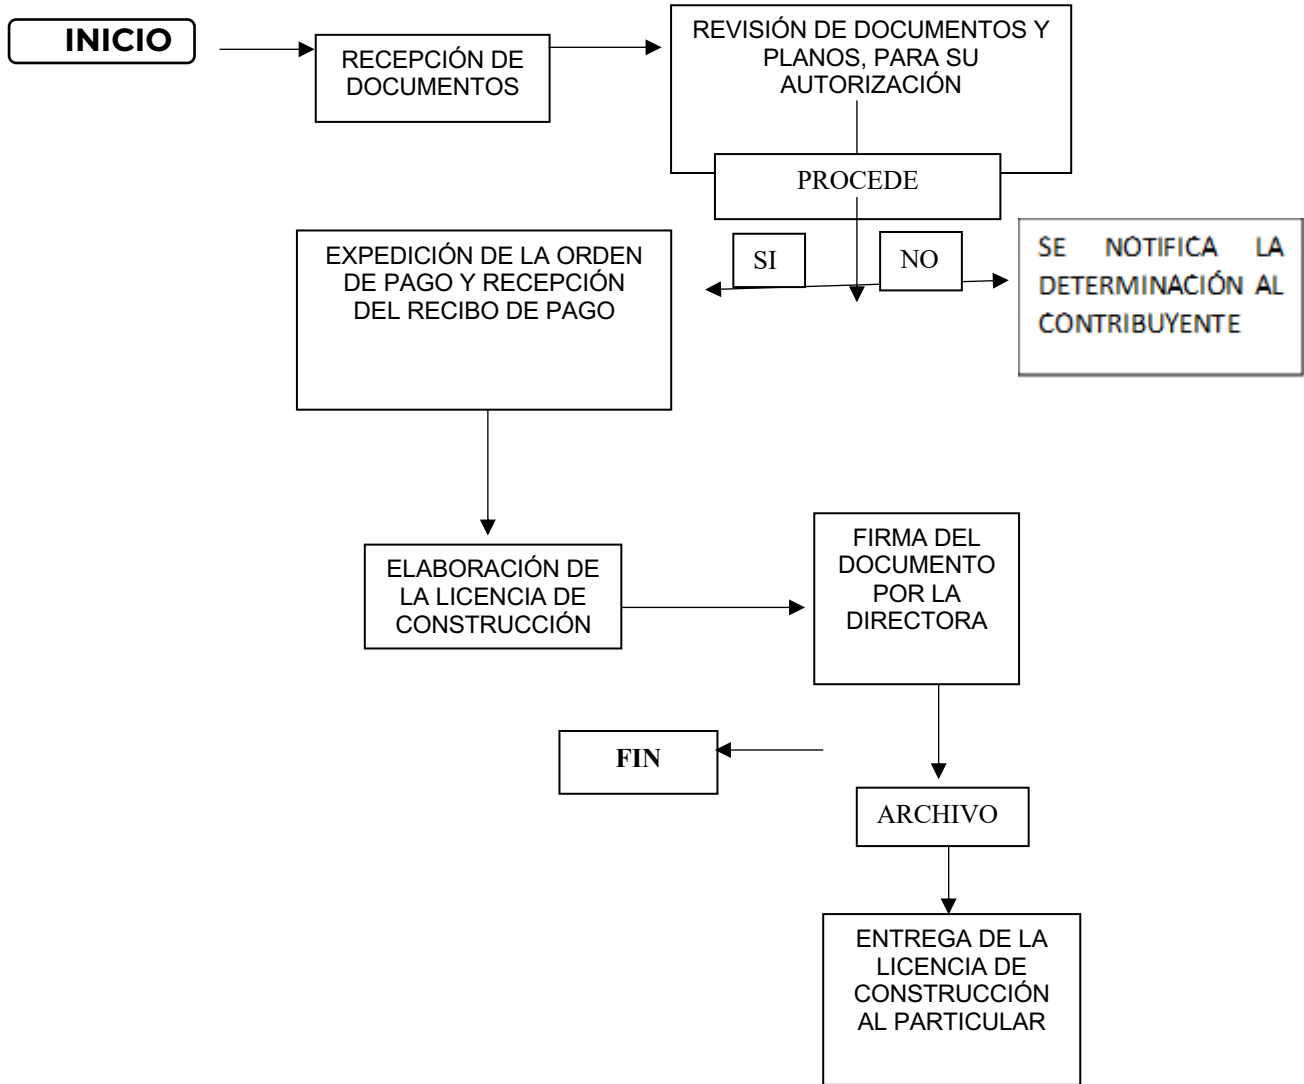 INICIO
RECEPCIÓN DE
DOCUMENTOS
REVISIÓN DE DOCUMENTOS Y
PLANOS, PARA SU
AUTORIZACIÓN
PROCEDE
SI
NO
EXPEDICIÓN DE LA ORDEN
DE PAGO Y RECEPCIÓN
DEL RECIBO DE PAGO
SE NOTIFICA LA
DETERMINACIÓN AL
CONTRIBUYENTE
ELABORACIÓN DE
LA LICENCIA DE
CONSTRUCCIÓN
FIRMA DEL
DOCUMENTO
POR LA
DIRECTORA
FIN
ARCHIVO
ENTREGA DE LA
LICENCIA DE
CONSTRUCCIÓN
AL PARTICULAR